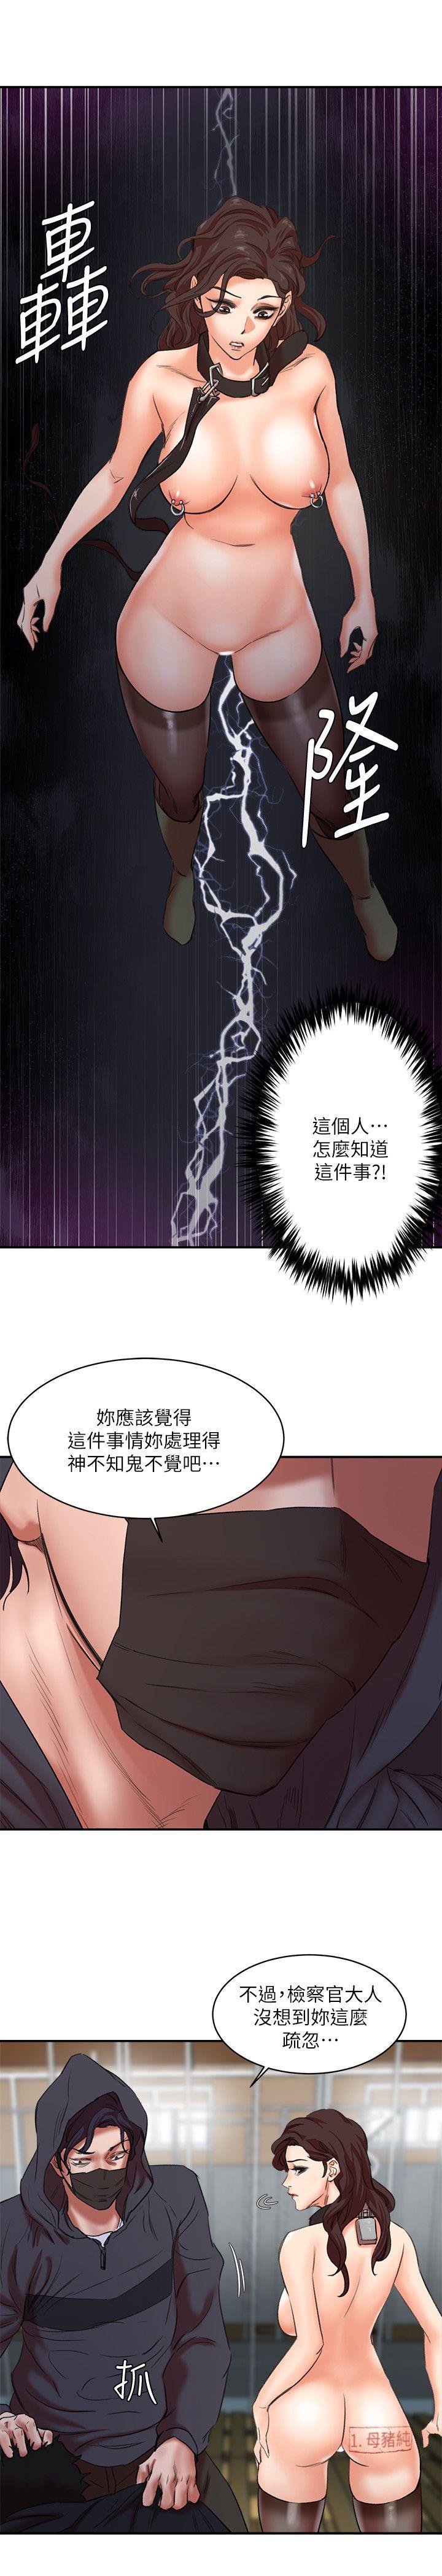 轟
隆
這個人…
怎麼知道
這件事?!
妳應該覺得
這件事情妳處理得
神不知鬼不覺吧…
不過，檢察官大人
沒想到妳這麼
疏忽…
抓
1. 母豬純